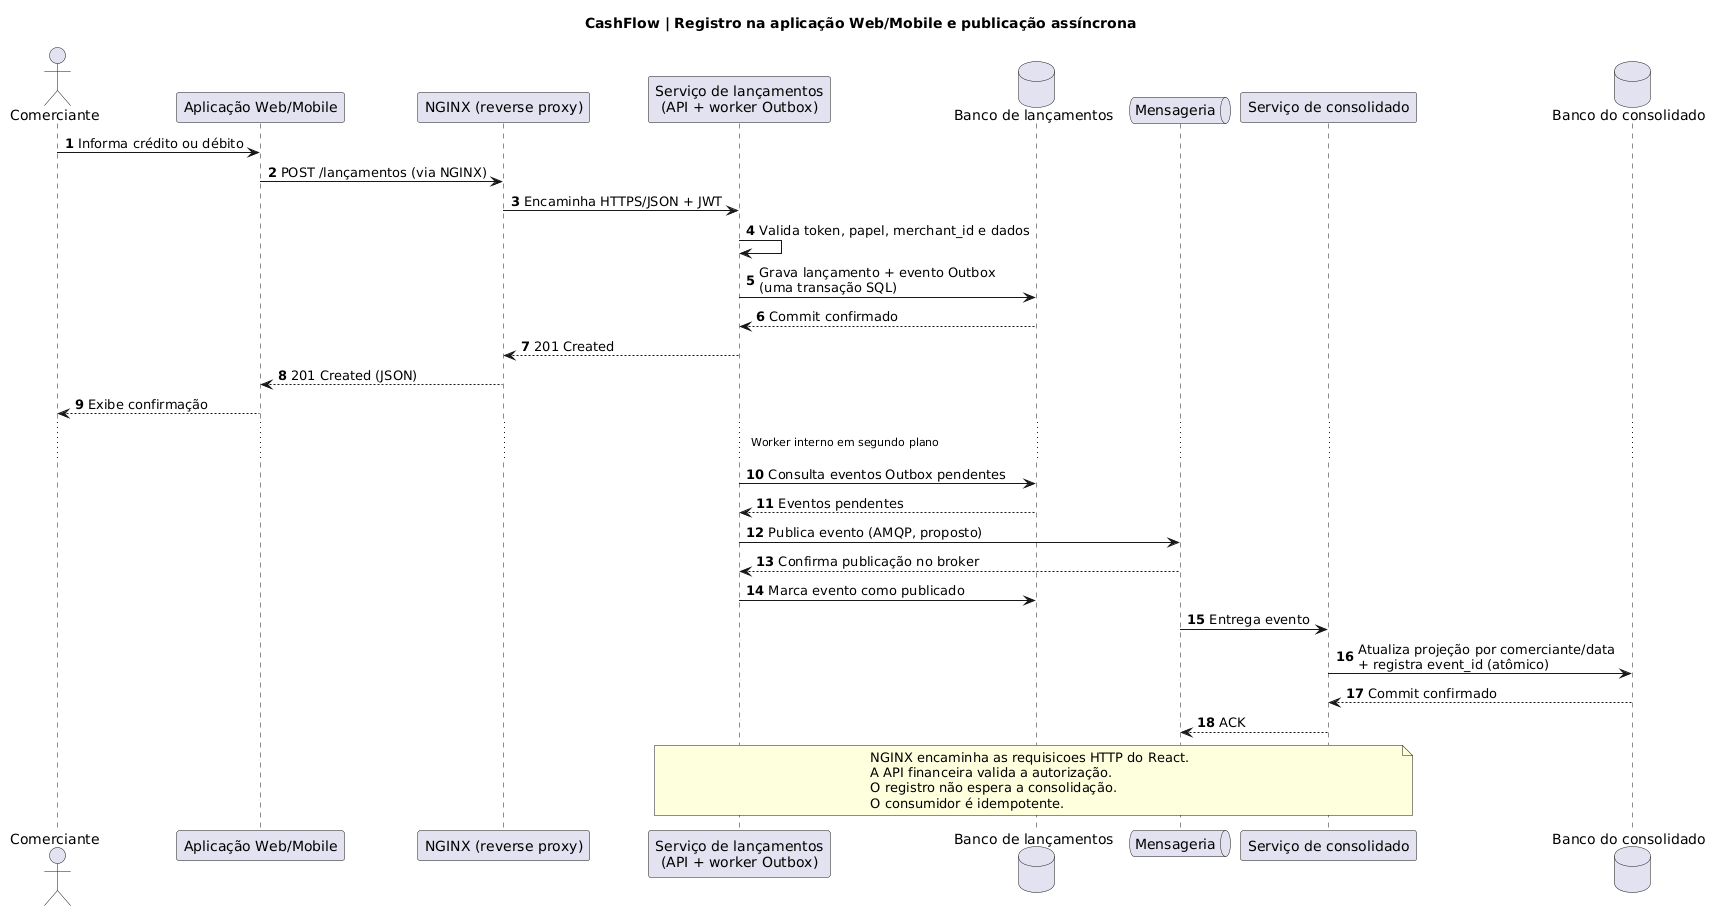 CashFlow | Registro na aplicação Web/Mobile e publicação assíncrona
Comerciante
Aplicação Web/Mobile
NGINX (reverse proxy)
Serviço de lançamentos
(API + worker Outbox)
Banco de lançamentos
Mensageria
Serviço de consolidado
Banco do consolidado
1 Informa crédito ou débito
2 POST /lançamentos (via NGINX)
3 Encaminha HTTPS/JSON + JWT
4 Valida token, papel, merchant_id e dados
5 Grava lançamento + evento Outbox
(uma transação SQL)
6 Commit confirmado
7 201 Created
8 201 Created (JSON)
9 Exibe confirmação
Worker interno em segundo plano
10 Consulta eventos Outbox pendentes
11 Eventos pendentes
12 Publica evento (AMQP, proposto)
13 Confirma publicação no broker
14 Marca evento como publicado
15 Entrega evento
16 Atualiza projeção por comerciante/data
+ registra event_id (atômico)
17 Commit confirmado
18 ACK
NGINX encaminha as requisicoes HTTP do React.
A API financeira valida a autorização.
O registro não espera a consolidação.
O consumidor é idempotente.
Comerciante
Aplicação Web/Mobile
NGINX (reverse proxy)
Serviço de lançamentos
(API + worker Outbox)
Banco de lançamentos
Mensageria
Serviço de consolidado
Banco do consolidado